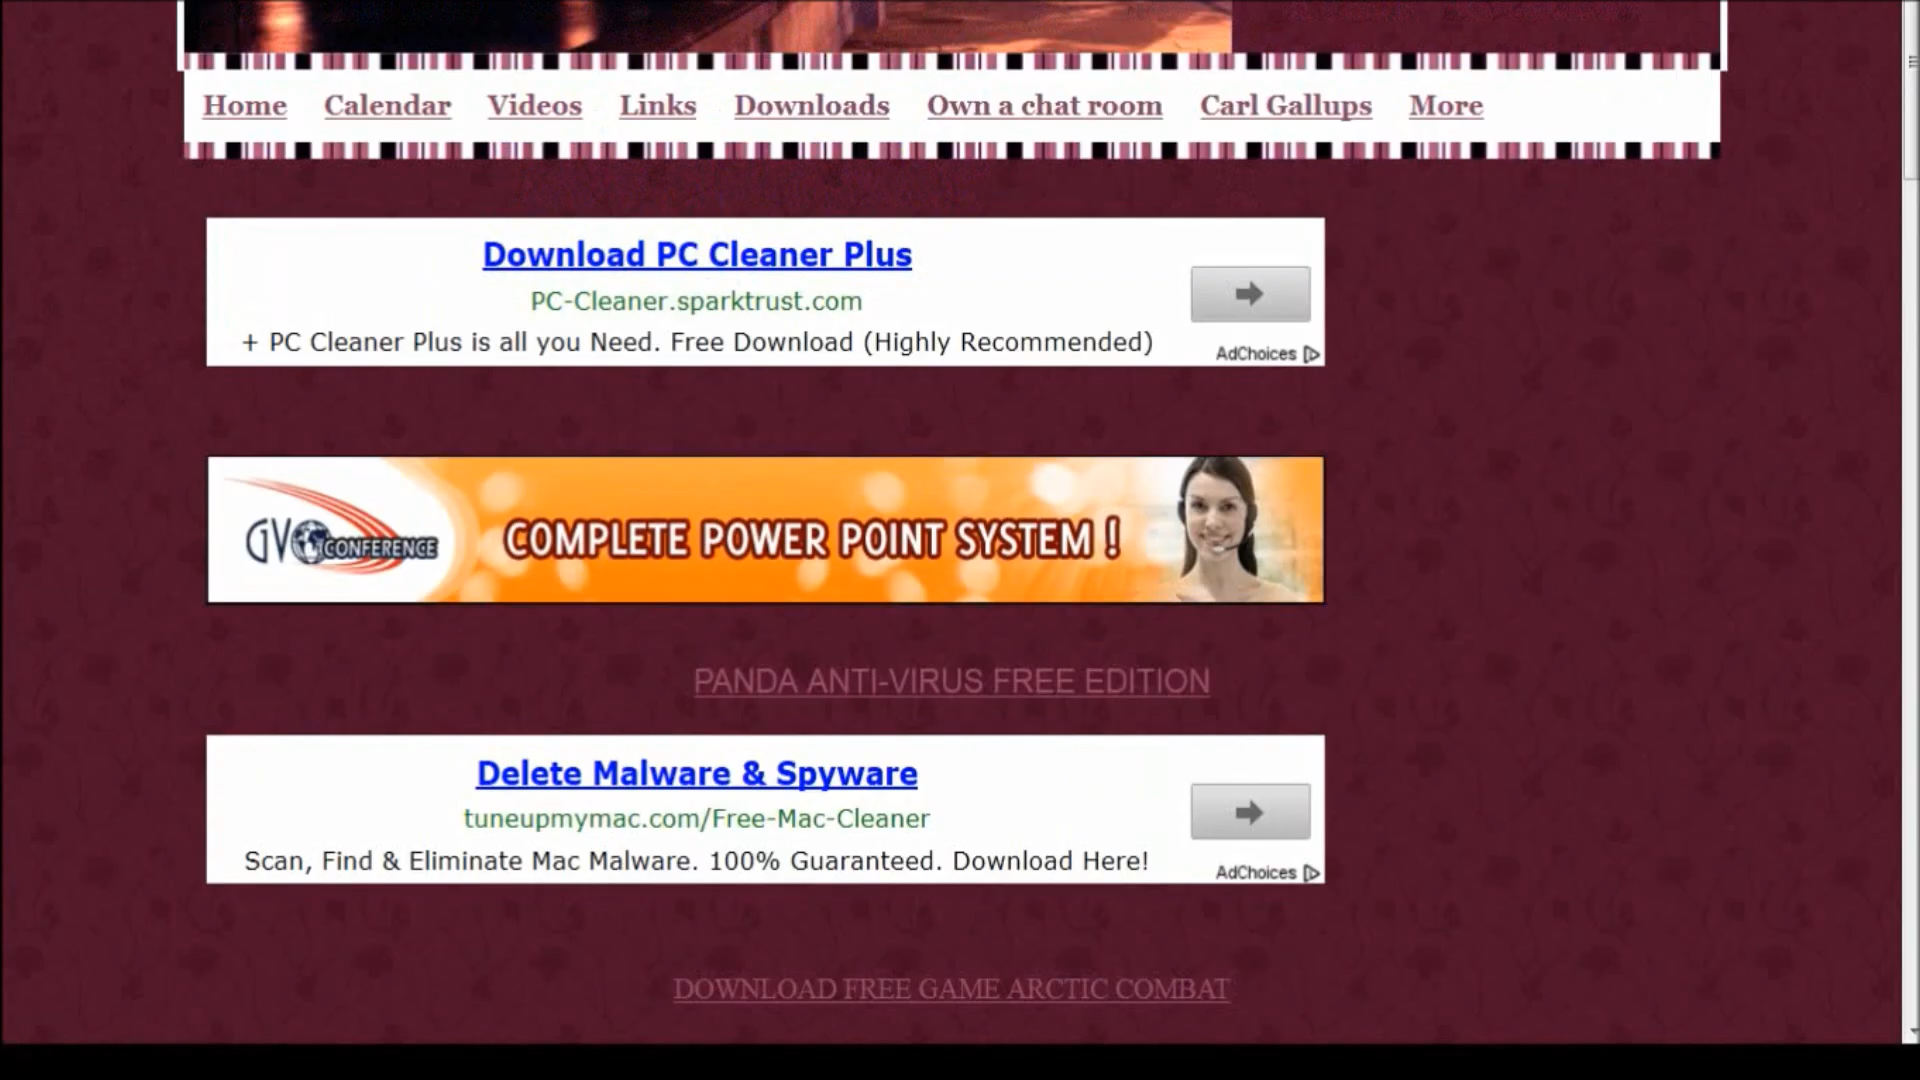 Home Calendar Videos Links Downloads Own a chat room Carl Gallups More
Download PC Cleaner Plus
PC-Cleaner.sparktrust.com
+ PC Cleaner Plus is all you Need. Free Download (Highly Recommended)
AdChoices
GVO CONFERENCE
COMPLETE POWER POINT SYSTEM !
PANDA ANTI-VIRUS FREE EDITION
Delete Malware & Spyware
tuneupmymac.com/Free-Mac-Cleaner
Scan, Find & Eliminate Mac Malware. 100% Guaranteed. Download Here!
AdChoices
DOWNLOAD FREE GAME ARCTIC COMBAT